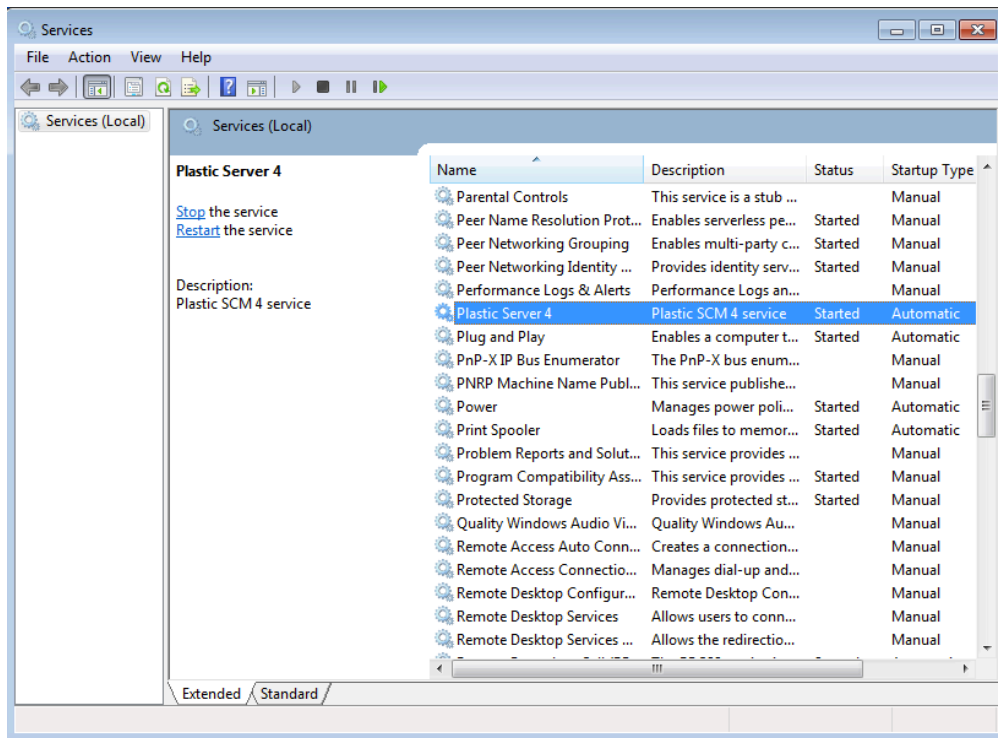 Services
File Action View Help
Services (Local)
Services (Local)
Plastic Server 4
Stop the service
Restart the service
Description:
Plastic SCM 4 service
Name Description Status Startup Type
Parental Controls This service is a stub ... Manual
Peer Name Resolution Prot... Enables serverless pe... Started Manual
Peer Networking Grouping Enables multi-party c... Started Manual
Peer Networking Identity ... Provides identity serv... Started Manual
Performance Logs & Alerts Performance Logs an... Manual
Plastic Server 4 Plastic SCM 4 service Started Automatic
Plug and Play Enables a computer t... Started Automatic
PnP-X IP Bus Enumerator The PnP-X bus enum... Manual
PNRP Machine Name Publ... This service publishe... Manual
Power Manages power poli... Started Automatic
Print Spooler Loads files to memor... Started Automatic
Problem Reports and Solut... This service provides ... Manual
Program Compatibility Ass... This service provides ... Started Manual
Protected Storage Provides protected st... Started Manual
Quality Windows Audio Vi... Quality Windows Au... Manual
Remote Access Auto Conn... Creates a connection... Manual
Remote Access Connectio... Manages dial-up and... Manual
Remote Desktop Configur... Remote Desktop Con... Manual
Remote Desktop Services Allows users to conn... Manual
Remote Desktop Services ... Allows the redirectio... Manual
Extended Standard